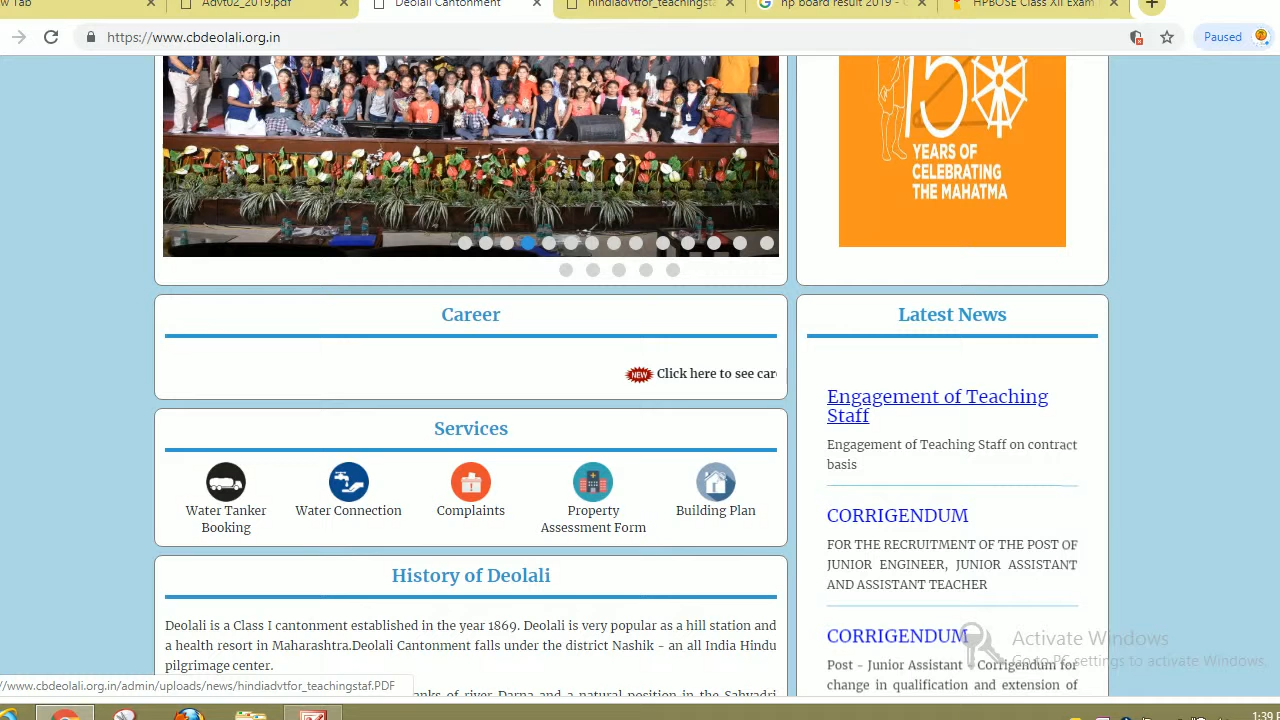 w Tab
Advt02_2019.pdf
Deolali Cantonment
hindiadvtfor_teachingsta
np board result 2019 - G
HPBOSE Class XII Exam
https://www.cbdeolali.org.in
Paused
150
YEARS OF
CELEBRATING
THE MAHATMA
Career
NEW Click here to see car
Services
Water Tanker
Booking
Water Connection
Complaints
Property
Assessment Form
Building Plan
History of Deolali
Deolali is a Class I cantonment established in the year 1869. Deolali is very popular as a hill station and
a health resort in Maharashtra.Deolali Cantonment falls under the district Nashik - an all India Hindu
pilgrimage center.
anks of river Darna and a natural position in the Sahyadri
Latest News
Engagement of Teaching
Staff
Engagement of Teaching Staff on contract
basis
CORRIGENDUM
FOR THE RECRUITMENT OF THE POST OF
JUNIOR ENGINEER, JUNIOR ASSISTANT
AND ASSISTANT TEACHER
CORRIGENDUM
Post - Junior Assistant - Corrigendum for
change in qualification and extension of
Activate Windows
Go to PC settings to activate Windows.
//www.cbdeolali.org.in/admin/uploads/news/hindiadvtfor_teachingstaf.PDF
1:39 P